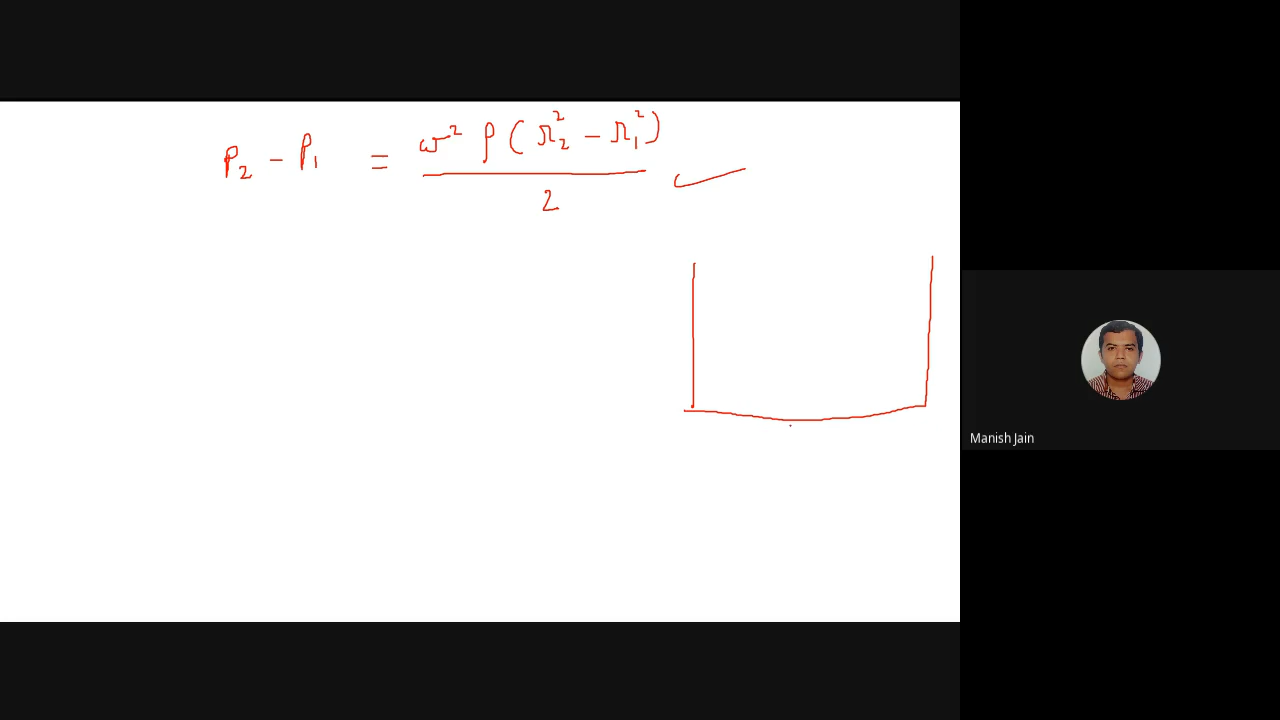 P₂ - P₁ = ω² ρ (r₂² - r₁²) / 2
Manish Jain